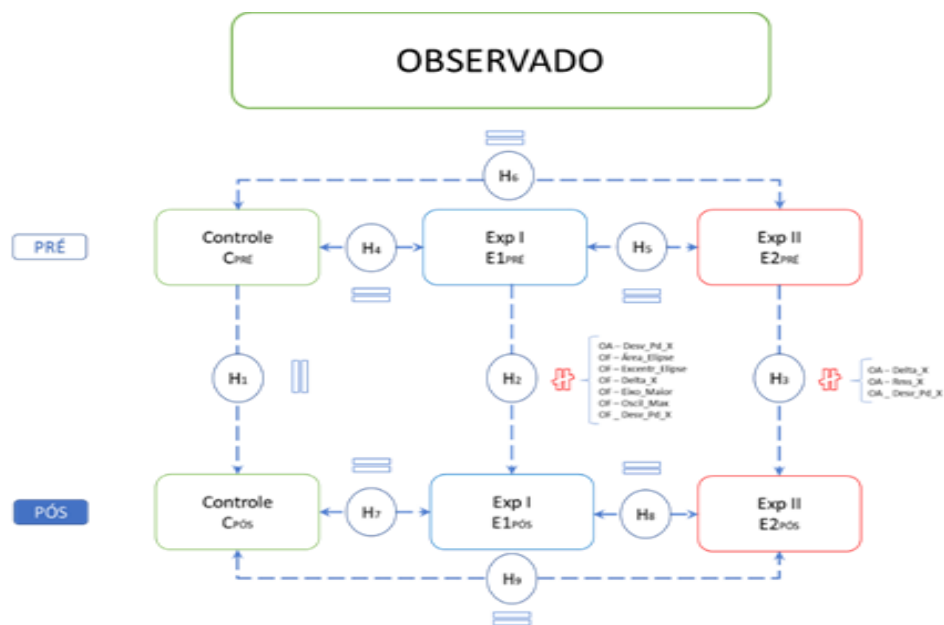 OBSERVADO
H₆
PRÉ
Controle
CPRÉ
H₄
Exp I
E1PRÉ
H₅
Exp II
E2PRÉ
H₁
H₂
OA – Desv_Pd_X
OF – Área_Elipse
OF – Excentr_Elipse
OF – Delta_X
OF – Eixo_Maior
OF – Oscil_Max
OF _ Desv_Pd_X
H₃
OA – Delta_X
OA – Rms_X
OA _ Desv_Pd_X
PÓS
Controle
CPÓS
H₇
Exp I
E1PÓS
H₈
Exp II
E2PÓS
H₉